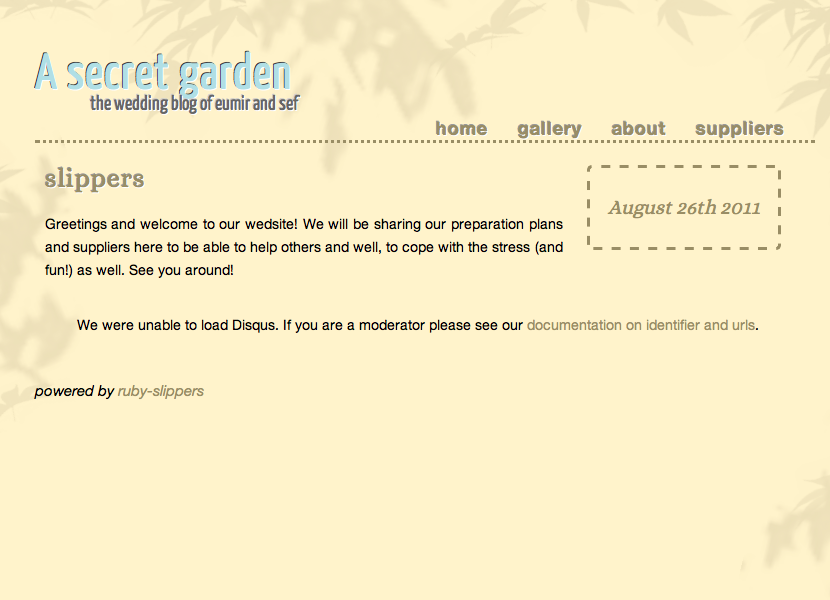 A secret garden
the wedding blog of eumir and sef
home gallery about suppliers
slippers
August 26th 2011
Greetings and welcome to our wedsite! We will be sharing our preparation plans
and suppliers here to be able to help others and well, to cope with the stress (and
fun!) as well. See you around!
We were unable to load Disqus. If you are a moderator please see our documentation on identifier and urls.
powered by ruby-slippers